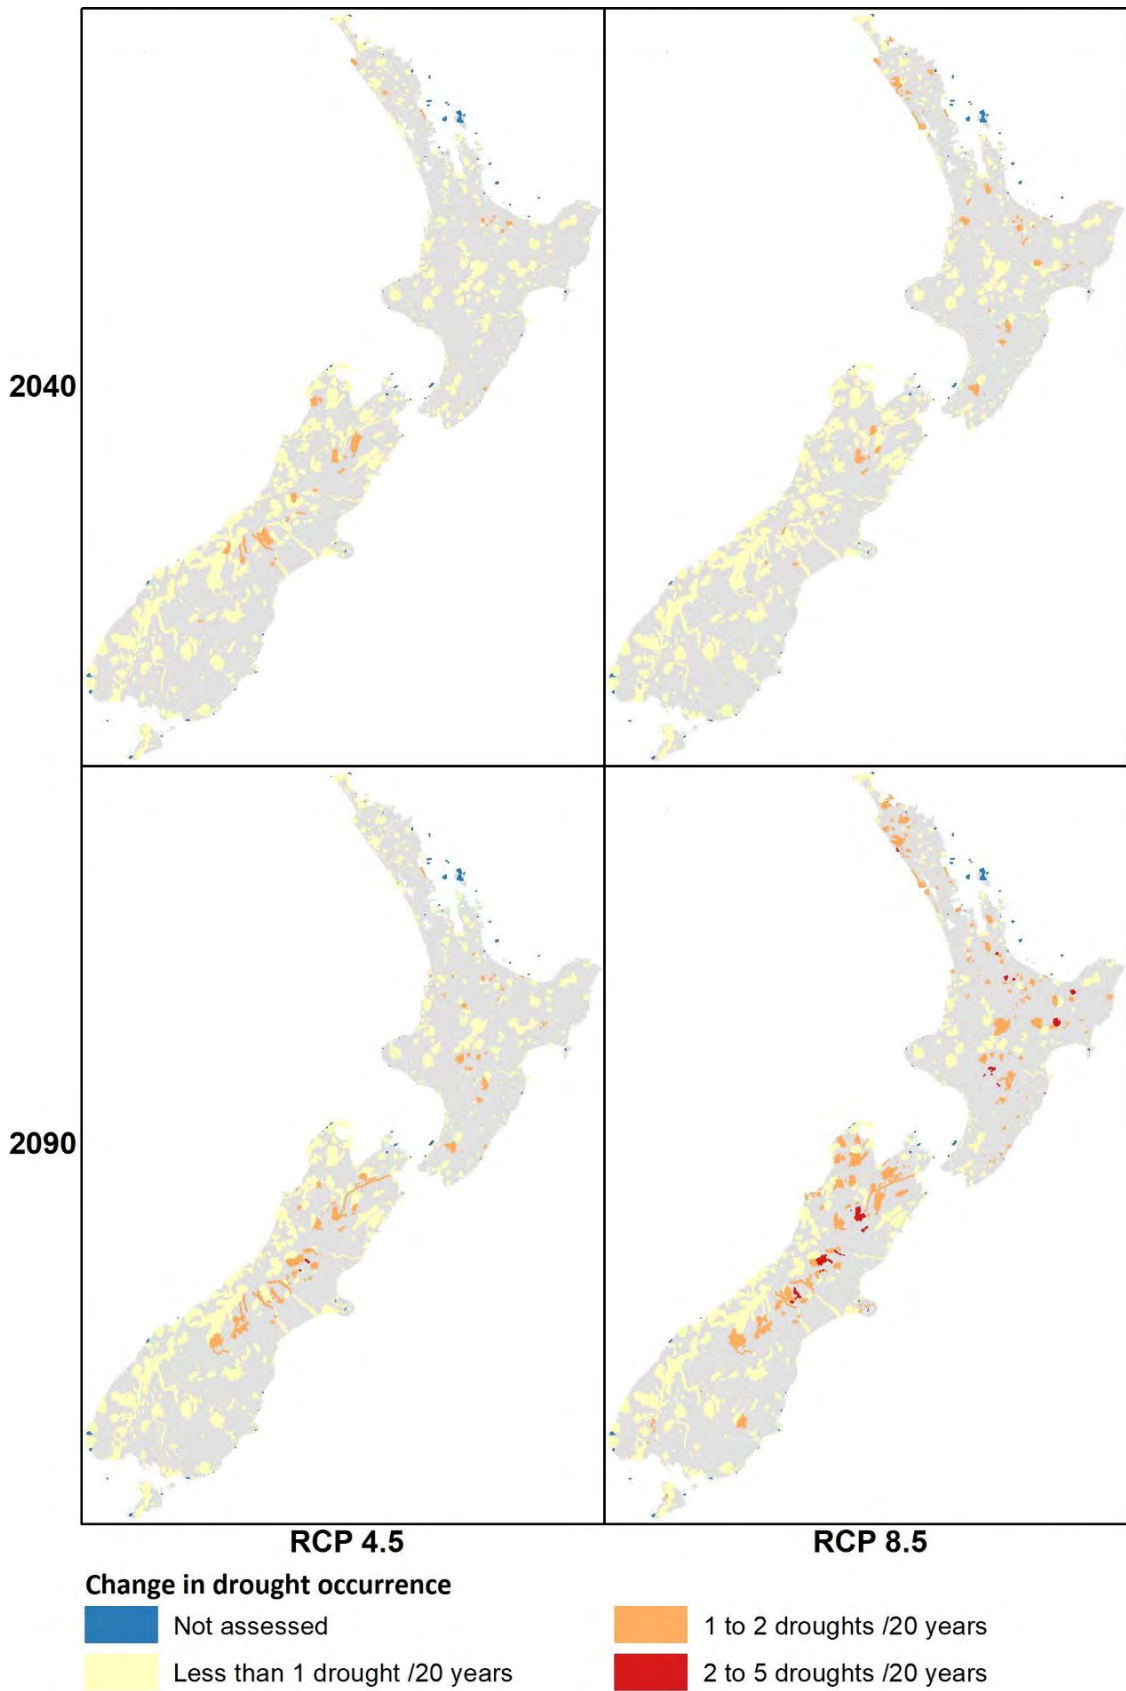 2040
2090
RCP 4.5
RCP 8.5
Change in drought occurrence
Not assessed
1 to 2 droughts /20 years
Less than 1 drought /20 years
2 to 5 droughts /20 years